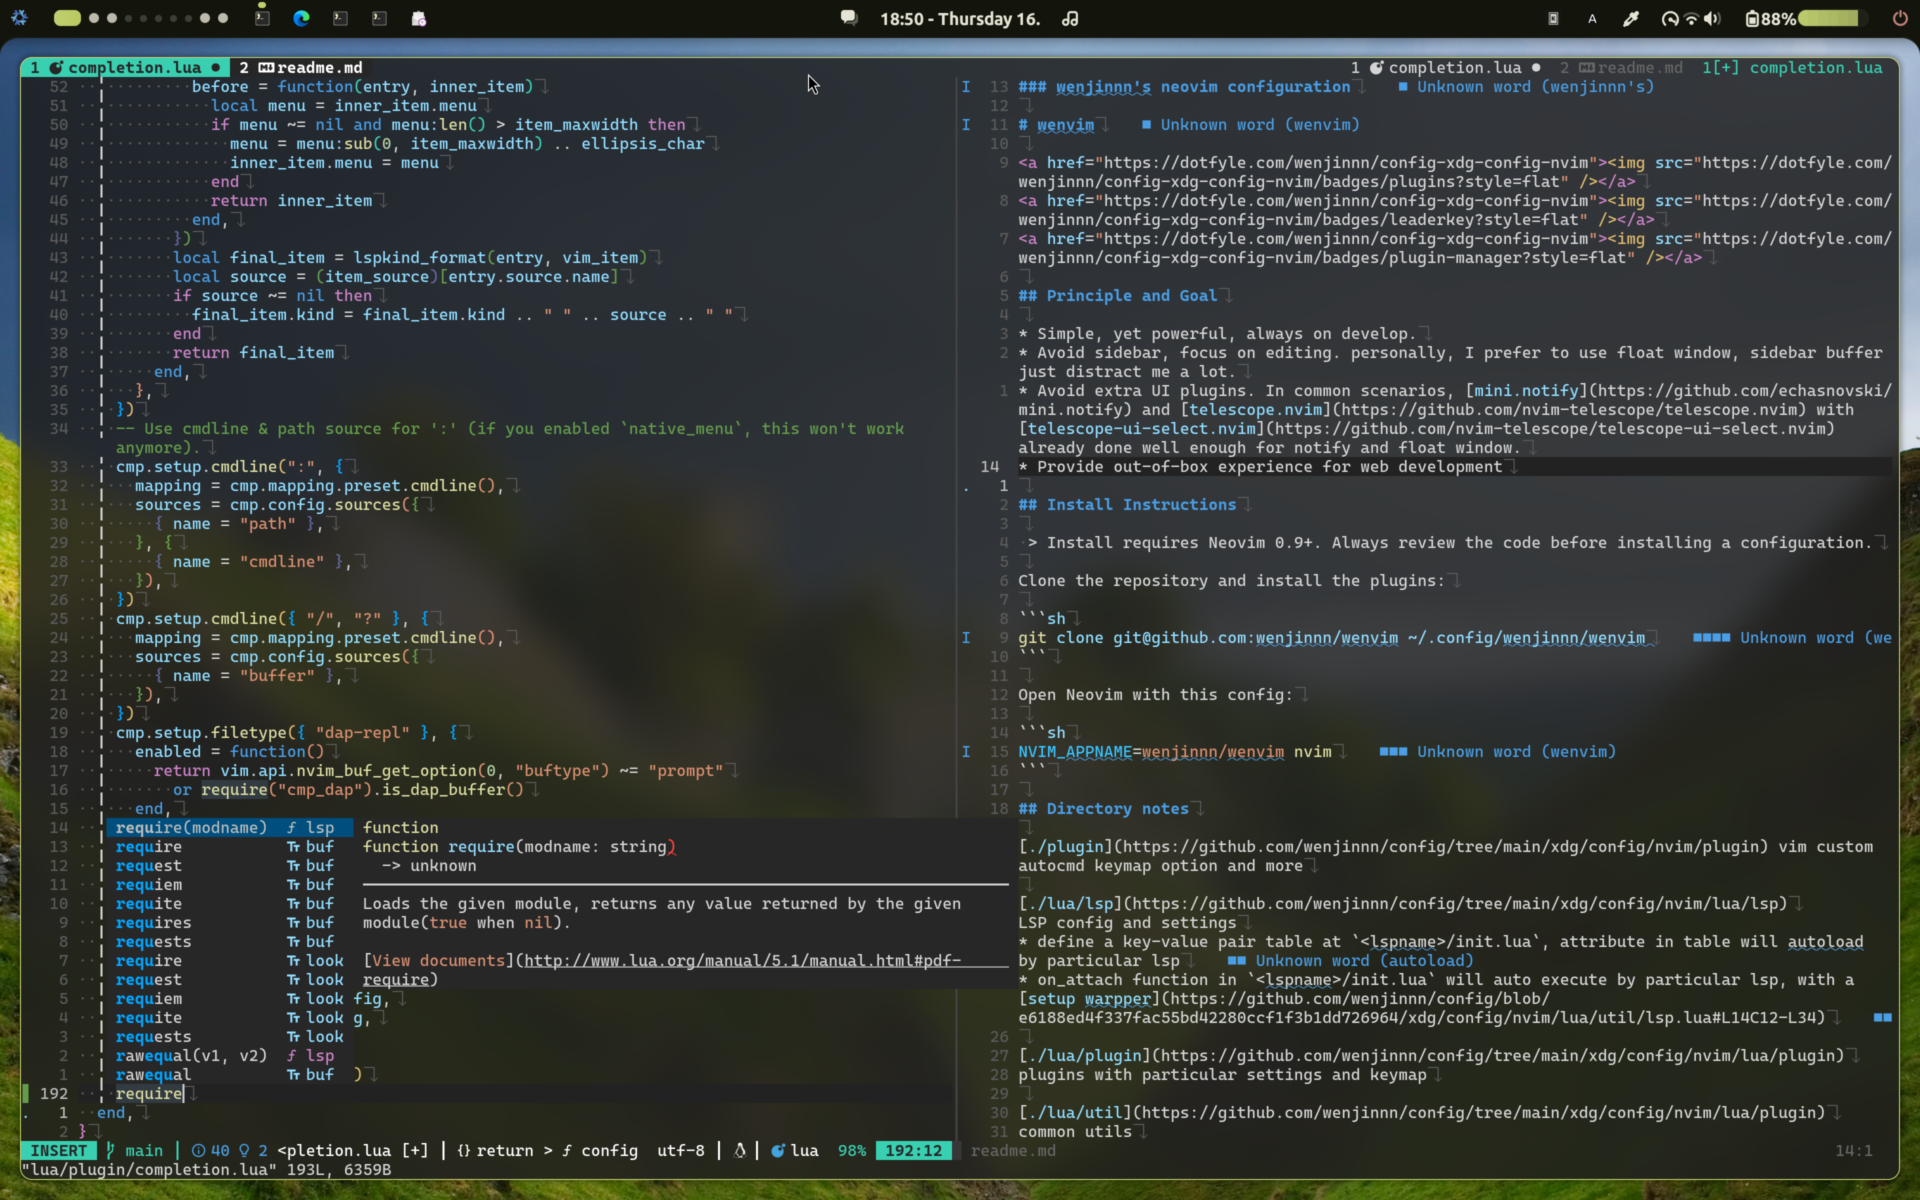 18:50 - Thursday 16.
A
88%
1 completion.lua ● 2 readme.md
1 completion.lua ● 2 readme.md 1[+] completion.lua
52 before = function(entry, inner_item)
51 local menu = inner_item.menu
50 if menu ~= nil and menu:len() > item_maxwidth then
49 menu = menu:sub(0, item_maxwidth) .. ellipsis_char
48 inner_item.menu = menu
47 end
46 return inner_item
45 end,
44 })
43 local final_item = lspkind_format(entry, vim_item)
42 local source = (item_source)[entry.source.name]
41 if source ~= nil then
40 final_item.kind = final_item.kind .. " " .. source .. " "
39 end
38 return final_item
37 end,
36 },
35 })
34 -- Use cmdline & path source for ':' (if you enabled `native_menu`, this won't work
anymore).
33 cmp.setup.cmdline(":", {
32 mapping = cmp.mapping.preset.cmdline(),
31 sources = cmp.config.sources({
30 { name = "path" },
29 }, {
28 { name = "cmdline" },
27 }),
26 })
25 cmp.setup.cmdline({ "/", "?" }, {
24 mapping = cmp.mapping.preset.cmdline(),
23 sources = cmp.config.sources({
22 { name = "buffer" },
21 }),
20 })
19 cmp.setup.filetype({ "dap-repl" }, {
18 enabled = function()
17 return vim.api.nvim_buf_get_option(0, "buftype") ~= "prompt"
16 or require("cmp_dap").is_dap_buffer()
15 end,
14 require(modname) ƒ lsp
13 require Tr buf
12 request Tr buf
11 requiem Tr buf
10 requite Tr buf
9 requires Tr buf
8 requests Tr buf
7 require Tr look
6 request Tr look
5 requiem Tr look fig,
4 requite Tr look g,
3 requests Tr look
2 rawequal(v1, v2) ƒ lsp
1 rawequal Tr buf )
192 require
1 end,
2 }
function
function require(modname: string)
-> unknown
Loads the given module, returns any value returned by the given
module(true when nil).
[View documents](http://www.lua.org/manual/5.1/manual.html#pdf-
require)
I 13 ### wenjinnn's neovim configuration ■ Unknown word (wenjinnn's)
12
I 11 # wenvim ■ Unknown word (wenvim)
10
9 <a href="https://dotfyle.com/wenjinnn/config-xdg-config-nvim"><img src="https://dotfyle.com/
wenjinnn/config-xdg-config-nvim/badges/plugins?style=flat" /></a>
8 <a href="https://dotfyle.com/wenjinnn/config-xdg-config-nvim"><img src="https://dotfyle.com/
wenjinnn/config-xdg-config-nvim/badges/leaderkey?style=flat" /></a>
7 <a href="https://dotfyle.com/wenjinnn/config-xdg-config-nvim"><img src="https://dotfyle.com/
wenjinnn/config-xdg-config-nvim/badges/plugin-manager?style=flat" /></a>
6
5 ## Principle and Goal
4
3 * Simple, yet powerful, always on develop.
2 * Avoid sidebar, focus on editing. personally, I prefer to use float window, sidebar buffer
just distract me a lot.
1 * Avoid extra UI plugins. In common scenarios, [mini.notify](https://github.com/echasnovski/
mini.notify) and [telescope.nvim](https://github.com/nvim-telescope/telescope.nvim) with
[telescope-ui-select.nvim](https://github.com/nvim-telescope/telescope-ui-select.nvim)
already done well enough for notify and float window.
14 * Provide out-of-box experience for web development
1
2 ## Install Instructions
3
4 > Install requires Neovim 0.9+. Always review the code before installing a configuration.
5
6 Clone the repository and install the plugins:
7
8 ```sh
I 9 git clone git@github.com:wenjinnn/wenvim ~/.config/wenjinnn/wenvim ■■■■ Unknown word (we
10 ```
11
12 Open Neovim with this config:
13
14 ```sh
I 15 NVIM_APPNAME=wenjinnn/wenvim nvim ■■■ Unknown word (wenvim)
16 ```
17
18 ## Directory notes
[./plugin](https://github.com/wenjinnn/config/tree/main/xdg/config/nvim/plugin) vim custom
autocmd keymap option and more
[./lua/lsp](https://github.com/wenjinnn/config/tree/main/xdg/config/nvim/lua/lsp)
LSP config and settings
* define a key-value pair table at `<lspname>/init.lua`, attribute in table will autoload
by particular lsp ■■ Unknown word (autoload)
* on_attach function in `<lspname>/init.lua` will auto execute by particular lsp, with a
[setup warpper](https://github.com/wenjinnn/config/blob/
e6188ed4f337fac55bd42280ccf1f3b1dd726964/xdg/config/nvim/lua/util/lsp.lua#L14C12-L34) ■■
26
27 [./lua/plugin](https://github.com/wenjinnn/config/tree/main/xdg/config/nvim/lua/plugin)
28 plugins with particular settings and keymap
29
30 [./lua/util](https://github.com/wenjinnn/config/tree/main/xdg/config/nvim/lua/plugin)
31 common utils
INSERT main | 40 2 <pletion.lua [+] | {} return > ƒ config utf-8 | | lua 98% 192:12
readme.md 14:1
"lua/plugin/completion.lua" 193L, 6359B